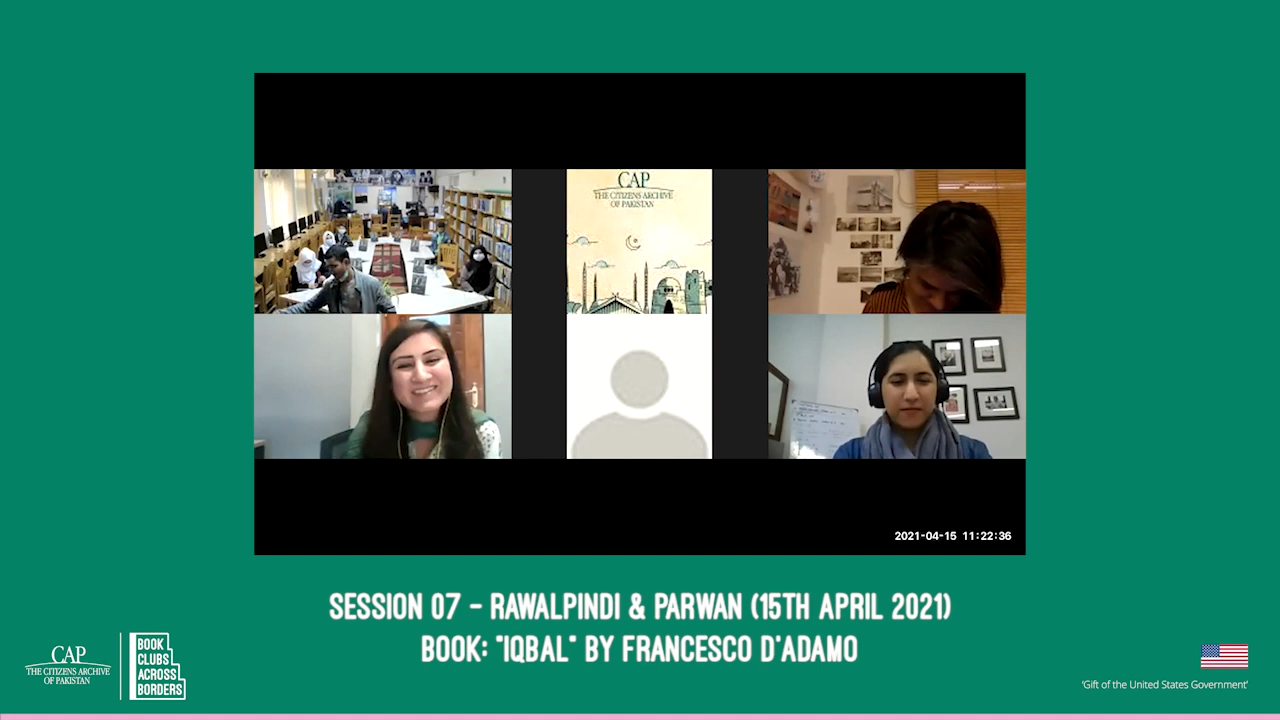 CAP
THE CITIZENS ARCHIVE
OF PAKISTAN
2021-04-15 11:22:36
SESSION 07 - RAWALPINDI & PARWAN (15TH APRIL 2021)
BOOK: "IQBAL" BY FRANCESCO D'ADAMO
CAP
THE CITIZENS ARCHIVE
OF PAKISTAN
BOOK
CLUBS
ACROSS
BORDERS
'Gift of the United States Government'